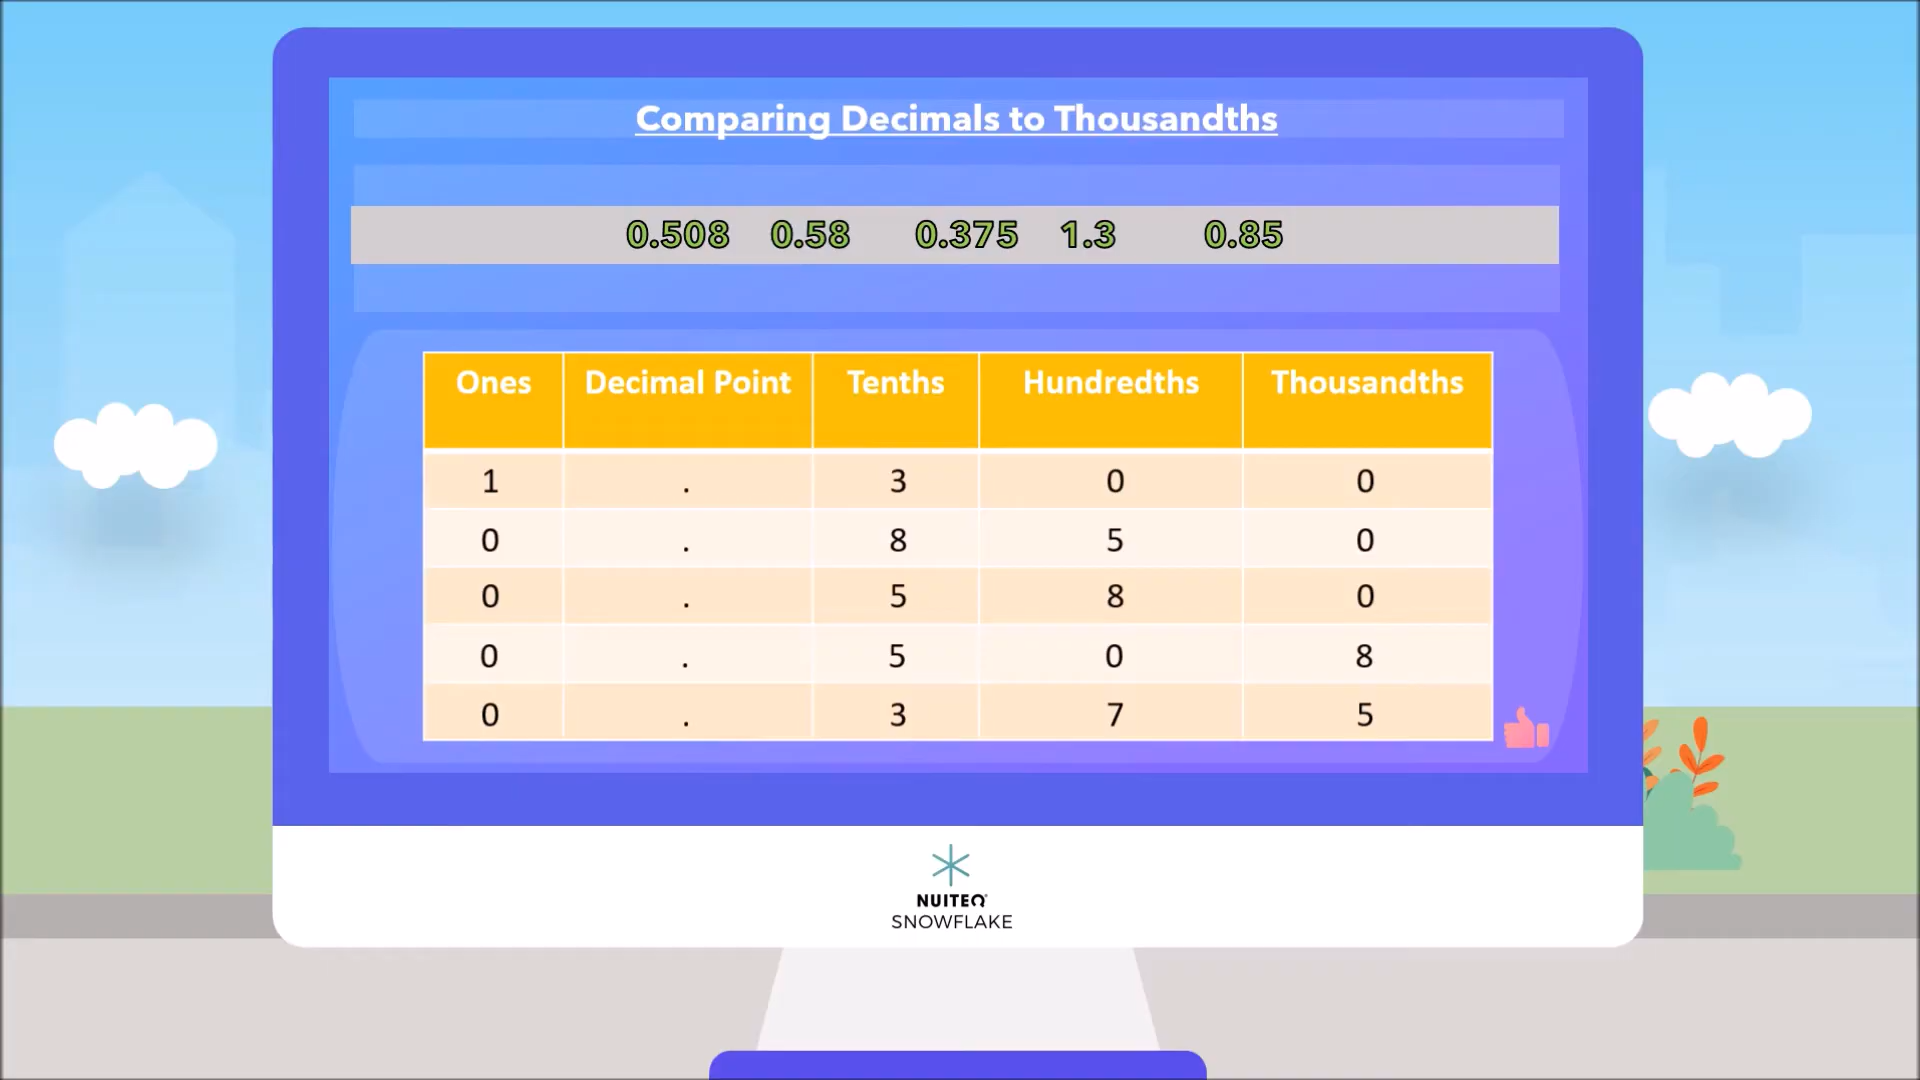 Comparing Decimals to Thousandths
0.508 0.58 0.375 1.3 0.85
Ones Decimal Point Tenths Hundredths Thousandths
1 . 3 0 0
0 . 8 5 0
0 . 5 8 0
0 . 5 0 8
0 . 3 7 5
NUITEQ
SNOWFLAKE